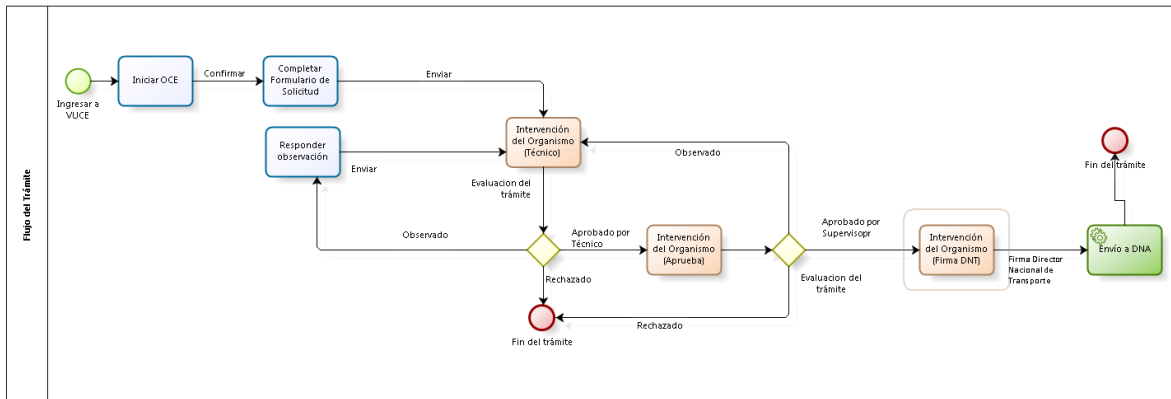 Flujo del Trámite
Ingresar a
VUCE
Iniciar OCE
Confirmar
Completar
Formulario de
Solicitud
Enviar
Responder
observación
Enviar
Intervención
del Organismo
(Técnico)
Observado
Evaluacion del
trámite
Observado
Aprobado por
Técnico
Rechazado
Fin del trámite
Intervención
del Organismo
(Aprueba)
Rechazado
Aprobado por
Supervisopr
Evaluacion del
trámite
Intervención
del Organismo
(Firma DNT)
Firma Director
Nacional de
Transporte
Envío a DNA
Fin del trámite